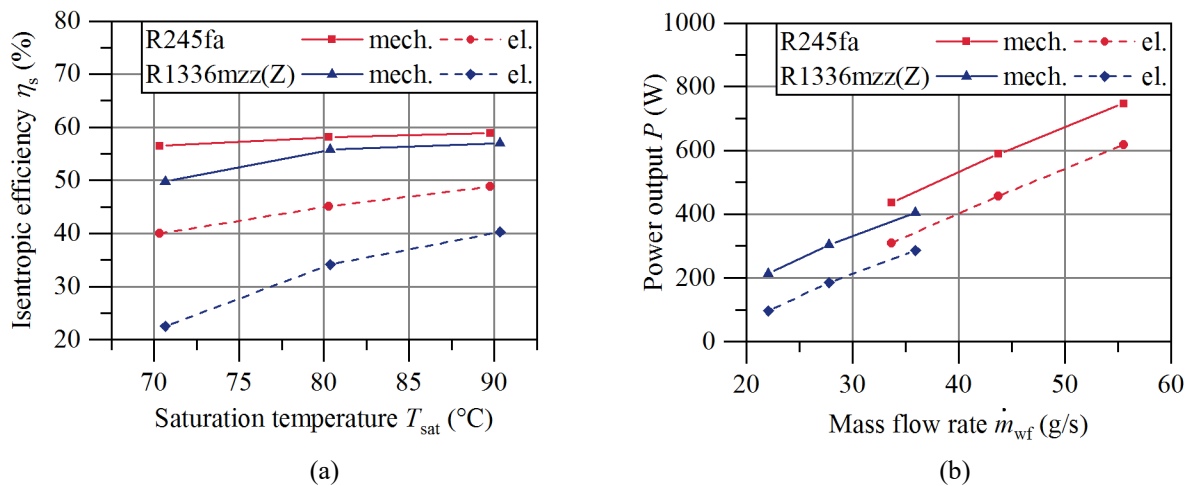 80
70
60
50
40
30
20
Isentropic efficiency ηs (%)
R245fa mech. el.
R1336mzz(Z) mech. el.
70 75 80 85 90
Saturation temperature Tsat (°C)
(a)
1000
800
600
400
200
0
Power output P (W)
R245fa mech. el.
R1336mzz(Z) mech. el.
20 30 40 50 60
Mass flow rate ṁwf (g/s)
(b)